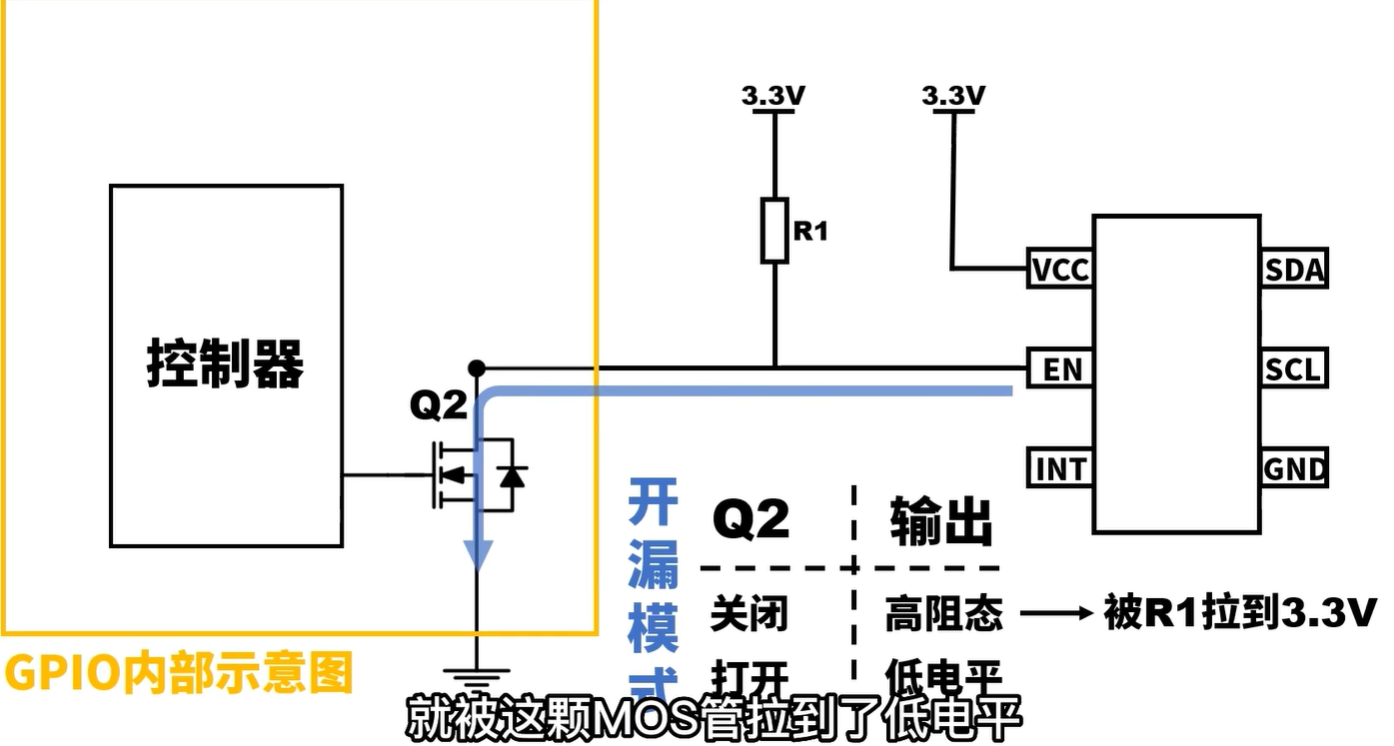 3.3V
3.3V
R1
VCC
SDA
控制器
EN
SCL
Q2
INT
GND
开漏模式
Q2
输出
关闭
高阻态
被R1拉到3.3V
打开
低电平
GPIO内部示意图
就被这颗MOS管拉到了低电平